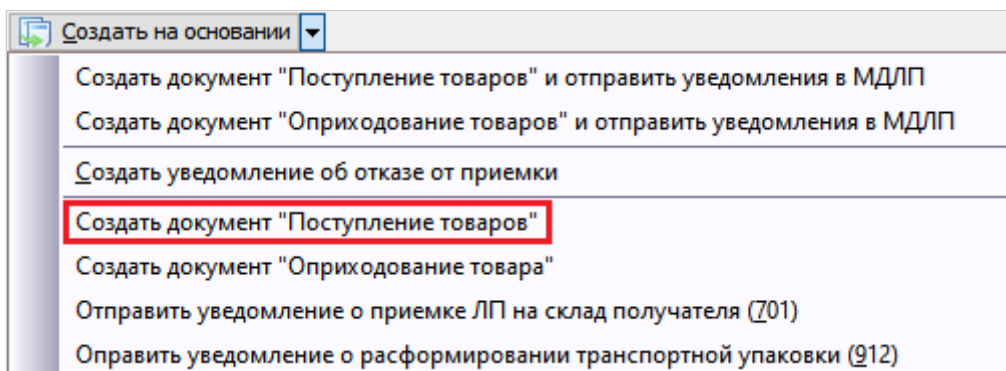 Создать на основании
Создать документ "Поступление товаров" и отправить уведомления в МДЛП
Создать документ "Оприходование товаров" и отправить уведомления в МДЛП
Создать уведомление об отказе от приемки
Создать документ "Поступление товаров"
Создать документ "Оприходование товара"
Отправить уведомление о приемке ЛП на склад получателя (701)
Оправить уведомление о расформировании транспортной упаковки (912)